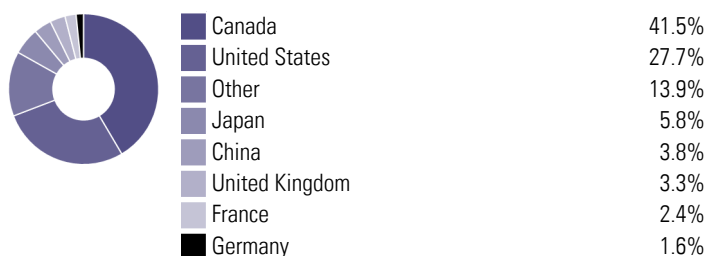 Canada 41.5%
United States 27.7%
Other 13.9%
Japan 5.8%
China 3.8%
United Kingdom 3.3%
France 2.4%
Germany 1.6%